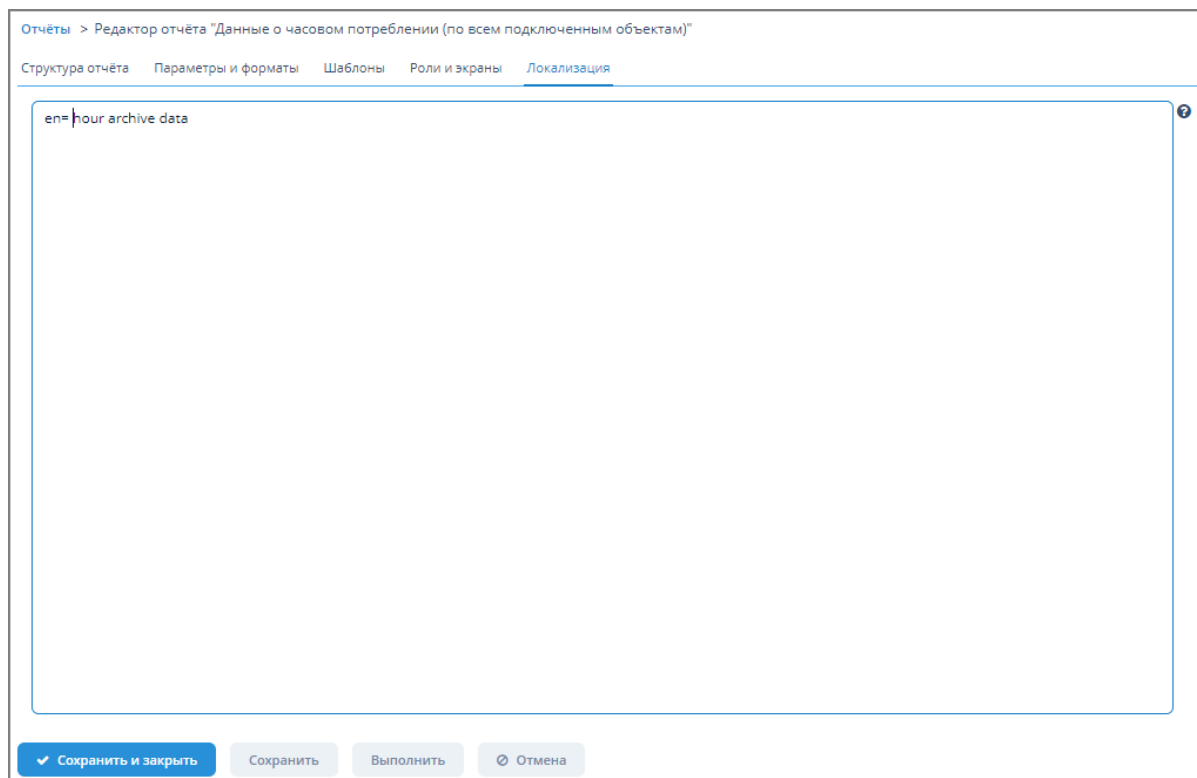 Отчёты > Редактор отчёта "Данные о часовом потреблении (по всем подключенным объектам)"
Структура отчёта Параметры и форматы Шаблоны Роли и экраны Локализация
en= hour archive data
Сохранить и закрыть Сохранить Выполнить Отмена